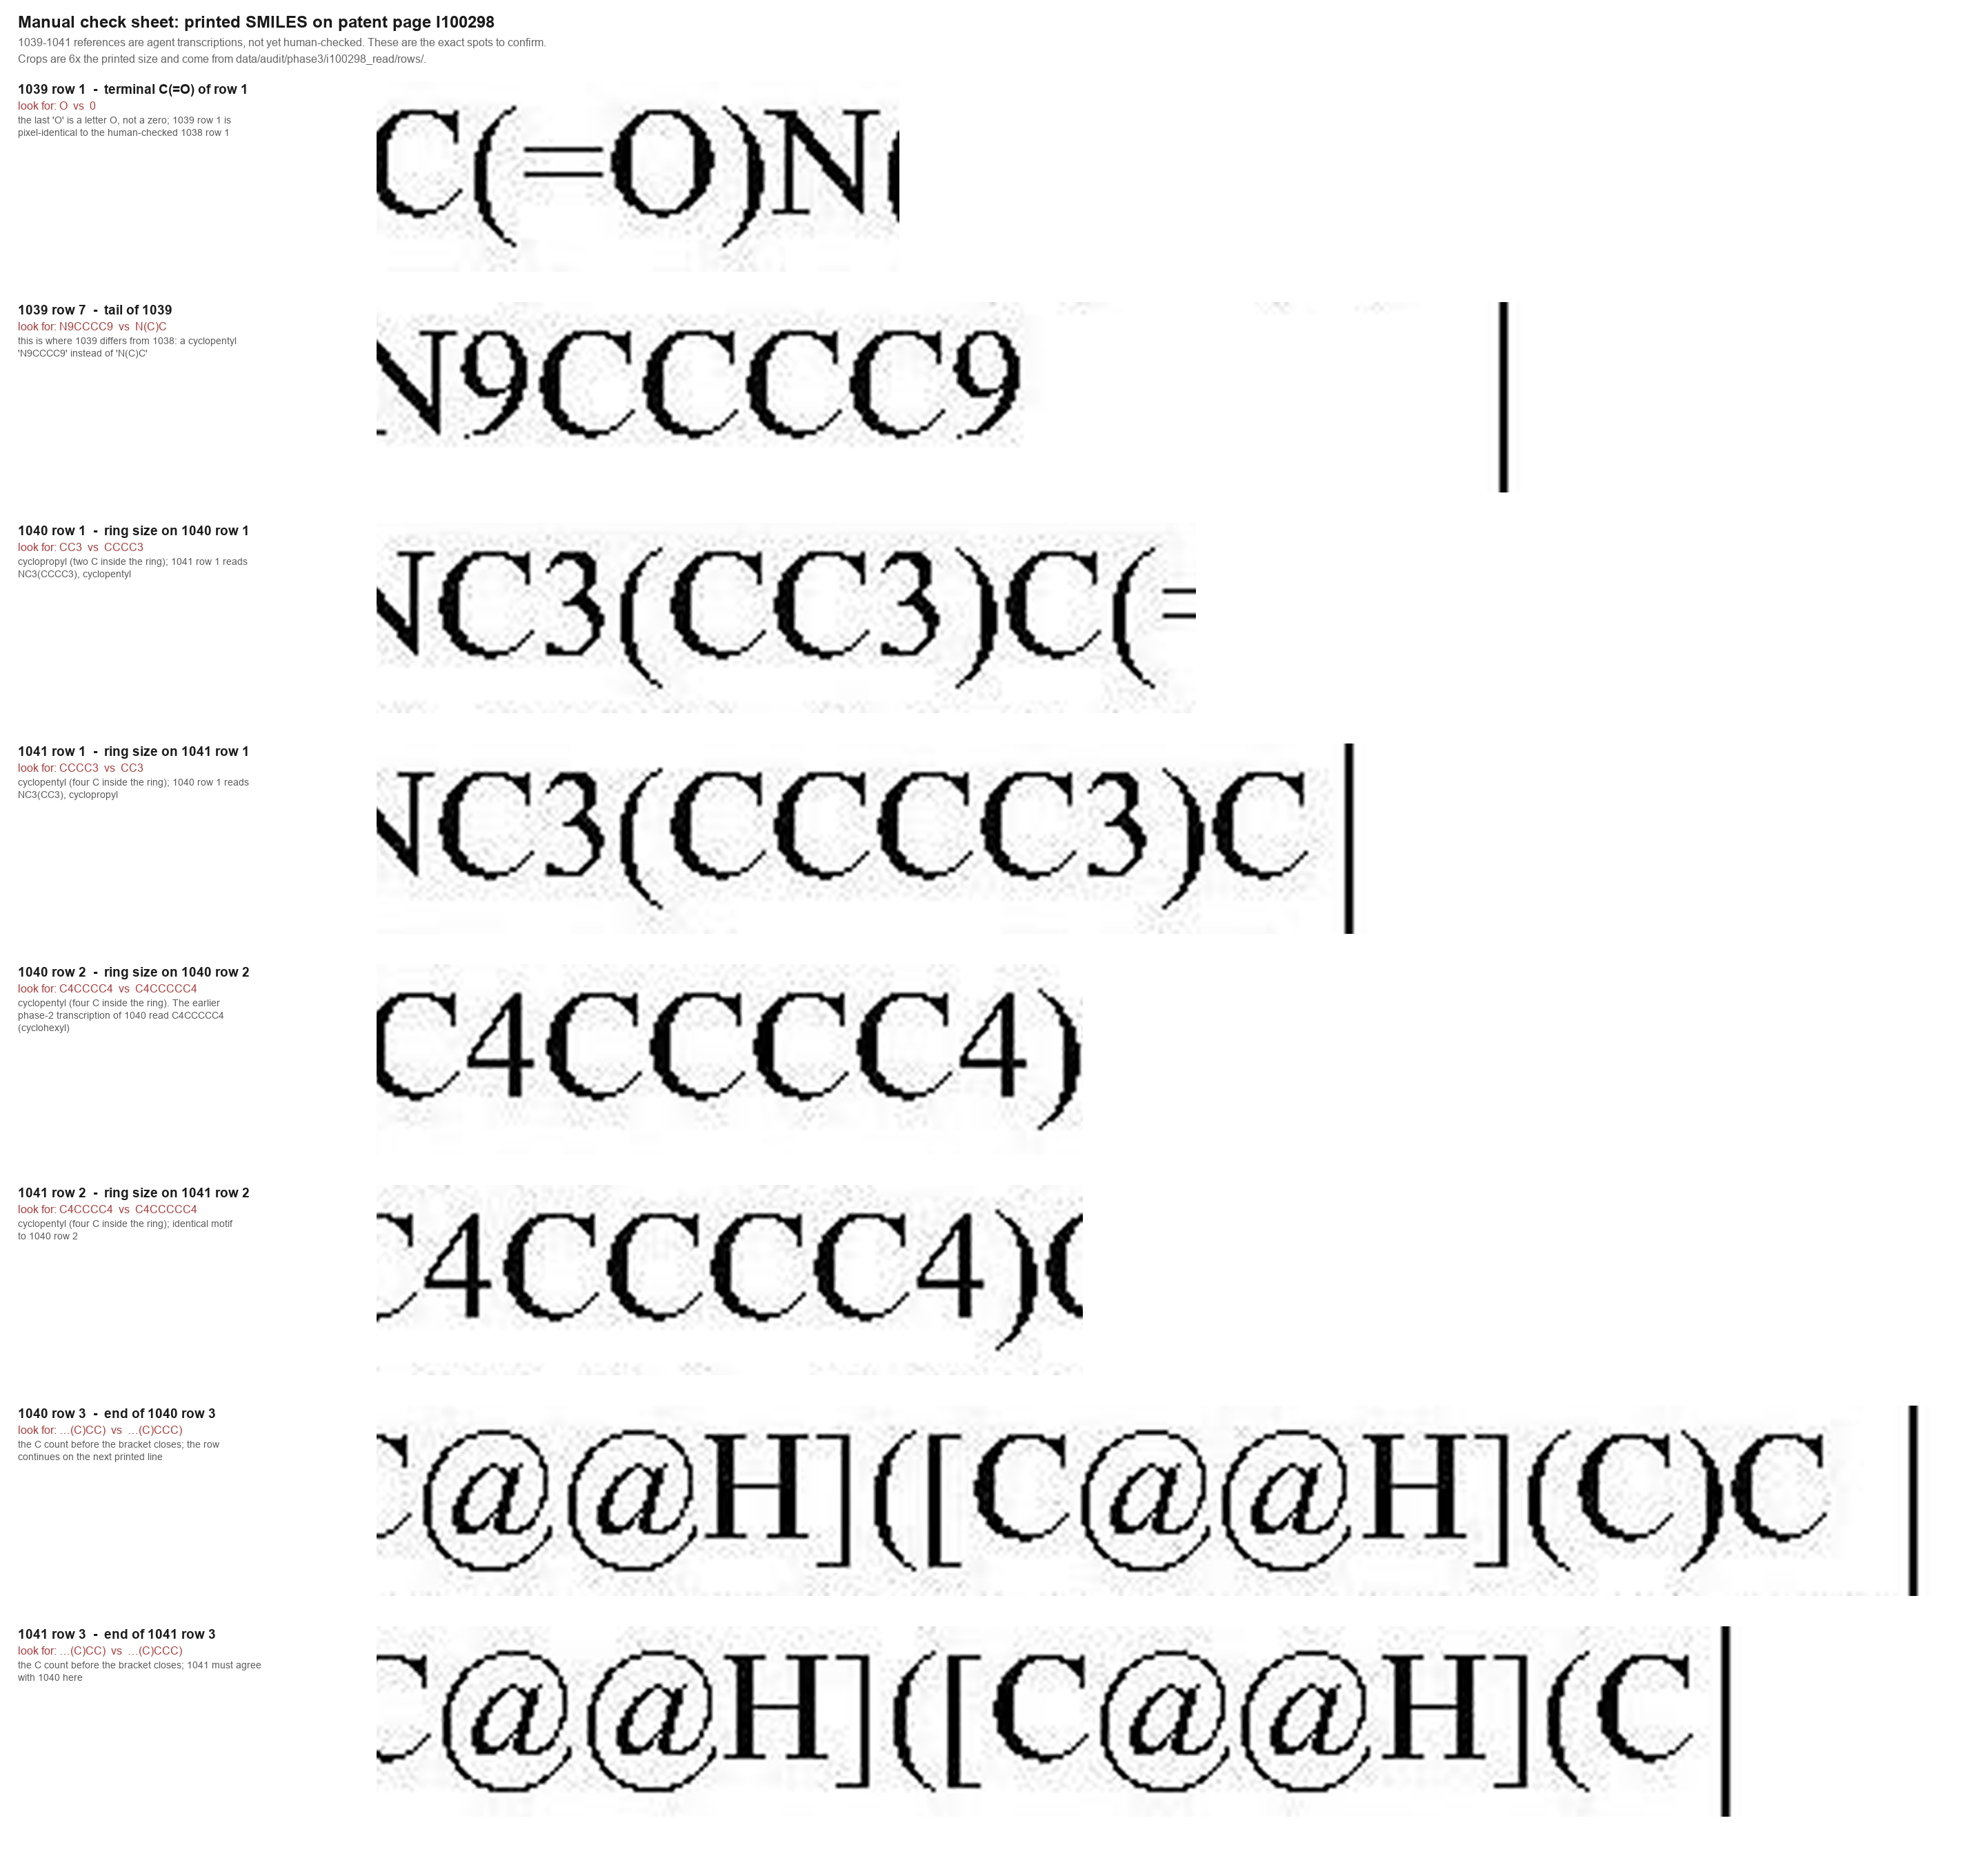 Manual check sheet: printed SMILES on patent page I100298
1039-1041 references are agent transcriptions, not yet human-checked. These are the exact spots to confirm.
Crops are 6x the printed size and come from data/audit/phase3/i100298_read/rows/.
1039 row 1 - terminal C(=O) of row 1
look for: O vs 0
the last 'O' is a letter O, not a zero; 1039 row 1 is
pixel-identical to the human-checked 1038 row 1
C(=O)N(
1039 row 7 - tail of 1039
look for: N9CCCC9 vs N(C)C
this is where 1039 differs from 1038: a cyclopentyl
'N9CCCC9' instead of 'N(C)C'
N9CCCC9
1040 row 1 - ring size on 1040 row 1
look for: CC3 vs CCCC3
cyclopropyl (two C inside the ring); 1041 row 1 reads
NC3(CCCC3), cyclopentyl
NC3(CC3)C(=
1041 row 1 - ring size on 1041 row 1
look for: CCCC3 vs CC3
cyclopentyl (four C inside the ring); 1040 row 1 reads
NC3(CC3), cyclopropyl
NC3(CCCC3)C
1040 row 2 - ring size on 1040 row 2
look for: C4CCCC4 vs C4CCCCC4
cyclopentyl (four C inside the ring). The earlier
phase-2 transcription of 1040 read C4CCCCC4
(cyclohexyl)
C4CCCC4)
1041 row 2 - ring size on 1041 row 2
look for: C4CCCC4 vs C4CCCCC4
cyclopentyl (four C inside the ring); identical motif
to 1040 row 2
C4CCCC4)C
1040 row 3 - end of 1040 row 3
look for: …(C)CC) vs …(C)CCC)
the C count before the bracket closes; the row
continues on the next printed line
C@@H]([C@@H](C)C
1041 row 3 - end of 1041 row 3
look for: …(C)CC) vs …(C)CCC)
the C count before the bracket closes; 1041 must agree
with 1040 here
C@@H]([C@@H](C